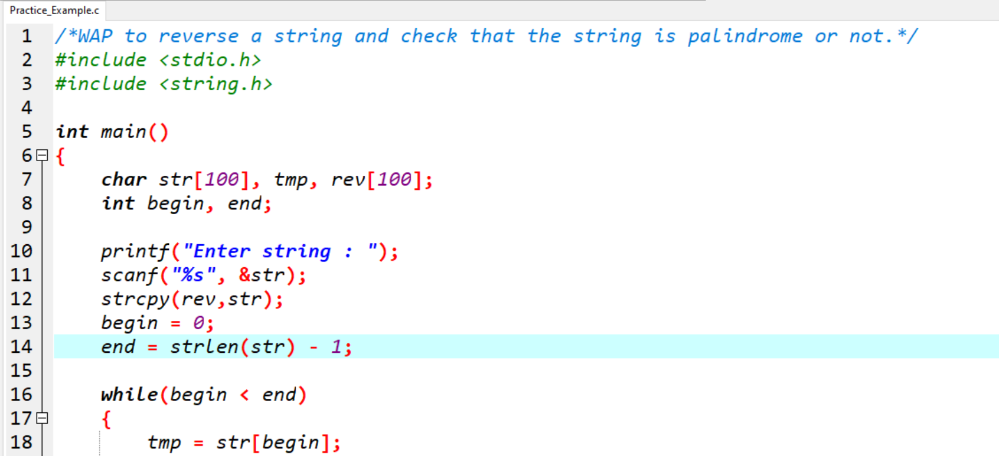 Practice_Example.c
1 /*WAP to reverse a string and check that the string is palindrome or not.*/
2 #include <stdio.h>
3 #include <string.h>
4
5 int main()
6 {
7 char str[100], tmp, rev[100];
8 int begin, end;
9
10 printf("Enter string : ");
11 scanf("%s", &str);
12 strcpy(rev,str);
13 begin = 0;
14 end = strlen(str) - 1;
15
16 while(begin < end)
17 {
18 tmp = str[begin];